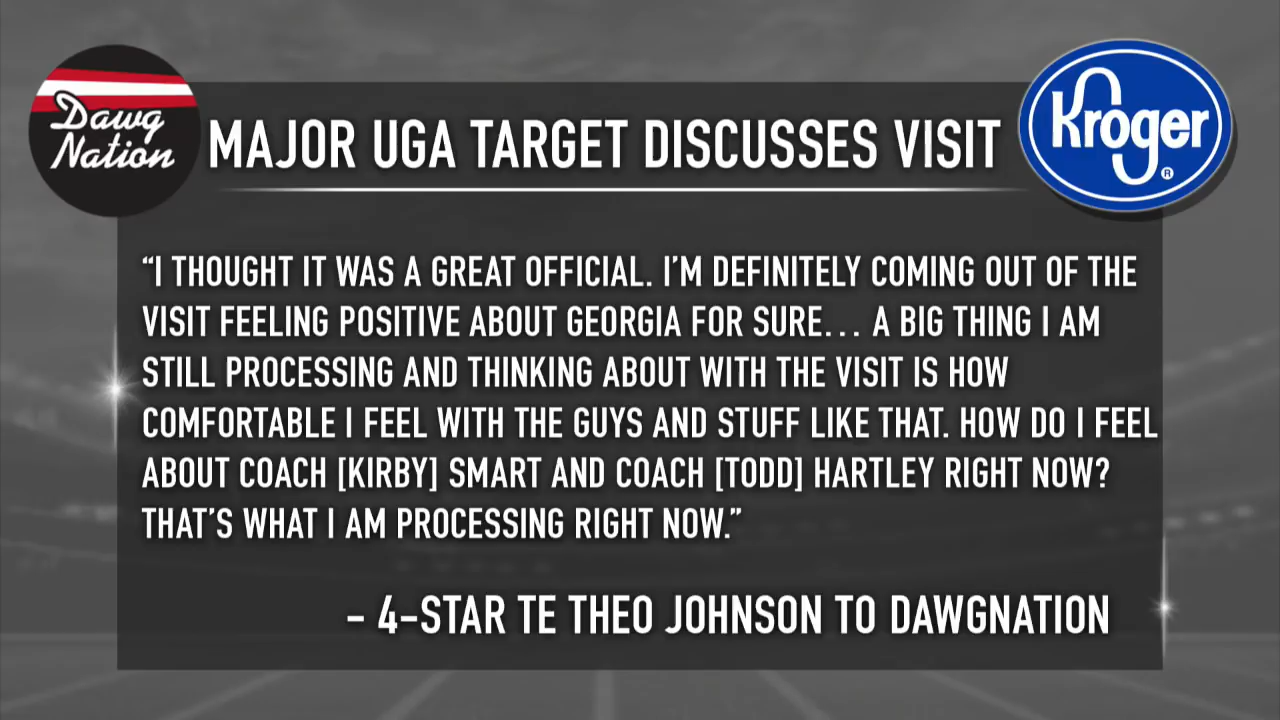 Dawg
Nation
MAJOR UGA TARGET DISCUSSES VISIT
Kroger
®
“I THOUGHT IT WAS A GREAT OFFICIAL. I’M DEFINITELY COMING OUT OF THE
VISIT FEELING POSITIVE ABOUT GEORGIA FOR SURE... A BIG THING I AM
STILL PROCESSING AND THINKING ABOUT WITH THE VISIT IS HOW
COMFORTABLE I FEEL WITH THE GUYS AND STUFF LIKE THAT. HOW DO I FEEL
ABOUT COACH [KIRBY] SMART AND COACH [TODD] HARTLEY RIGHT NOW?
THAT’S WHAT I AM PROCESSING RIGHT NOW.”
- 4-STAR TE THEO JOHNSON TO DAWGNATION